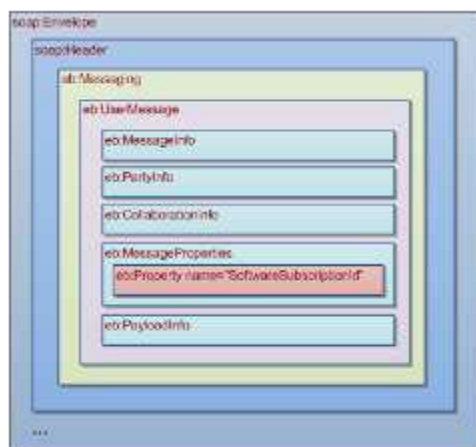 soap:Envelope
soap:Header
eb:Messaging
eb:UserMessage
eb:MessageInfo
eb:PartyInfo
eb:CollaborationInfo
eb:MessageProperties
eb:Property name="SoftwareSubscriptionId"
eb:PayloadInfo
...